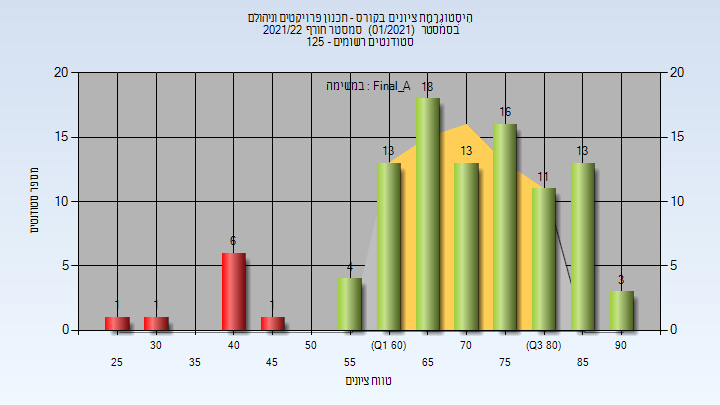 היסטוגרמת ציונים בקורס - תכנון פרויקטים וניהולם
בסמסטר (01/2021) סמסטר חורף 2021/22
סטודנטים רשומים - 125
במשימה : Final_A
20 20
15 15
10 10
5 5
0 0
מספר סטודנטים
1 1 6 1 4 13 18 13 16 11 13 3
30 40 50 (Q1 60) 70 (Q3 80) 90
25 35 45 55 65 75 85
טווח ציונים